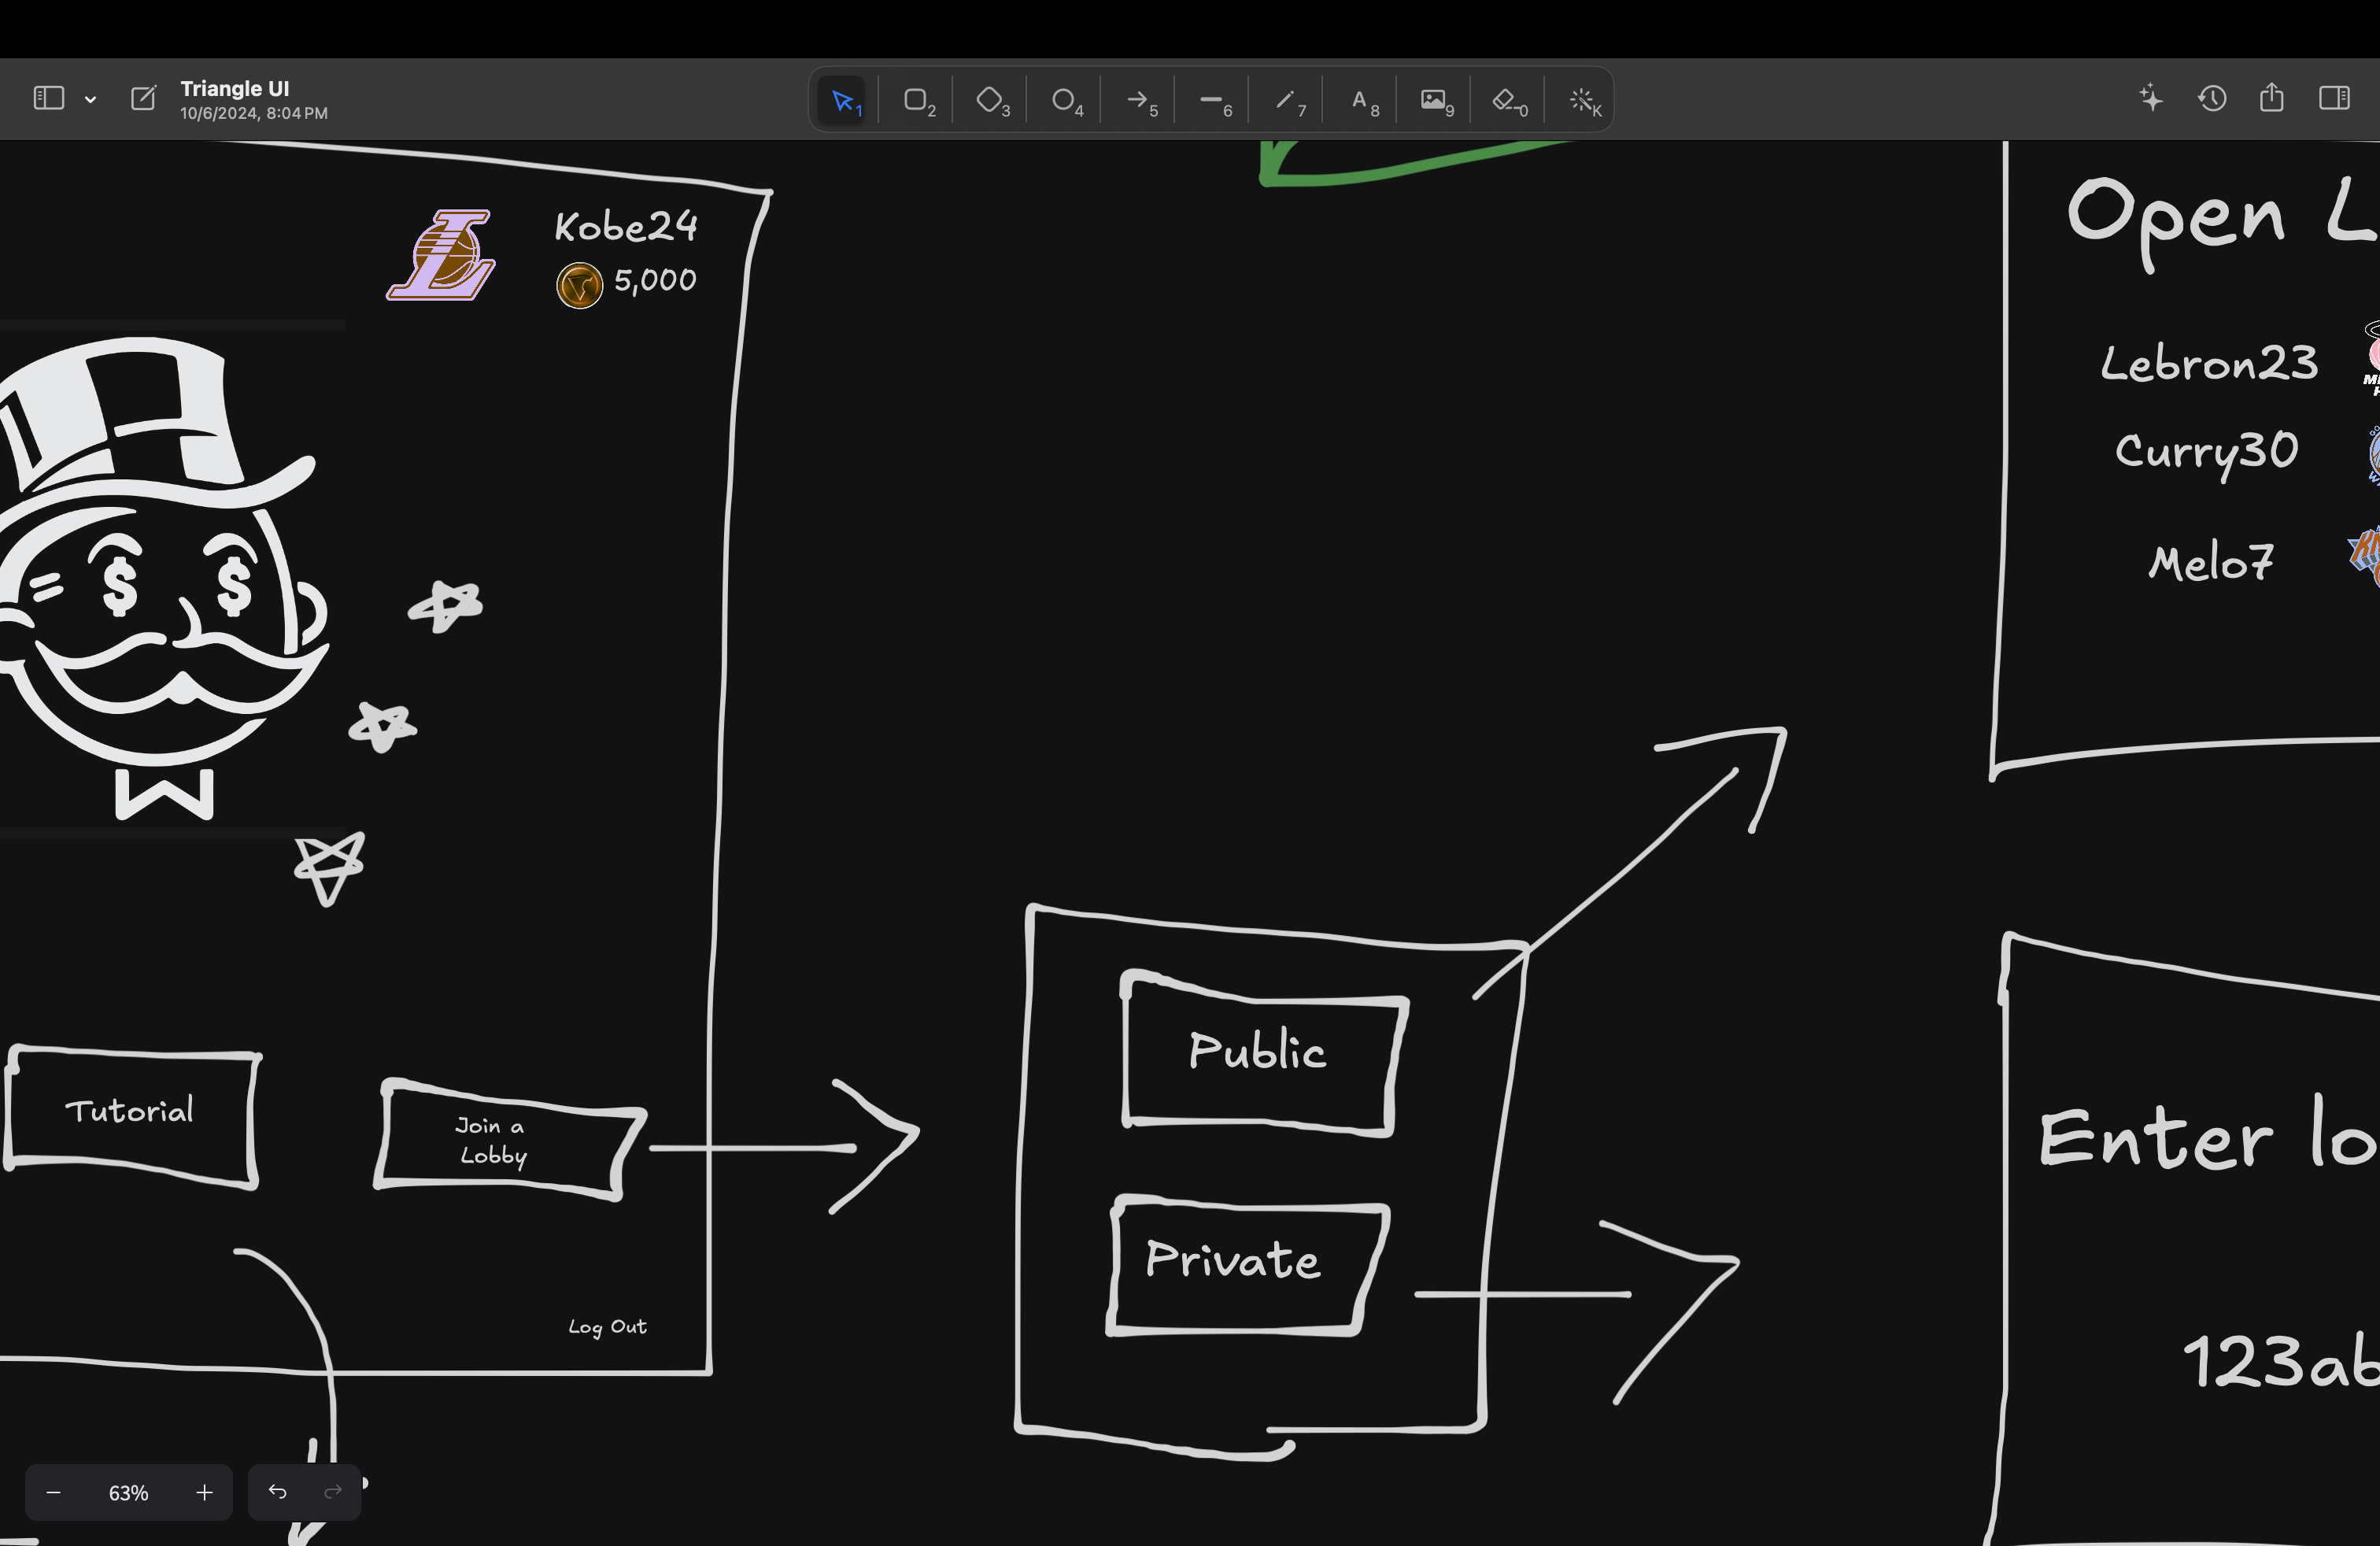 Triangle UI
10/6/2024, 8:04 PM
1
2
3
4
5
6
A 8
7
9
0
K
Kobe24
5,000
$ $
Tutorial
Join a
Lobby
Log Out
Public
Private
Open L
Lebron23
Curry30
Melo7
Enter lo
123ab
63%